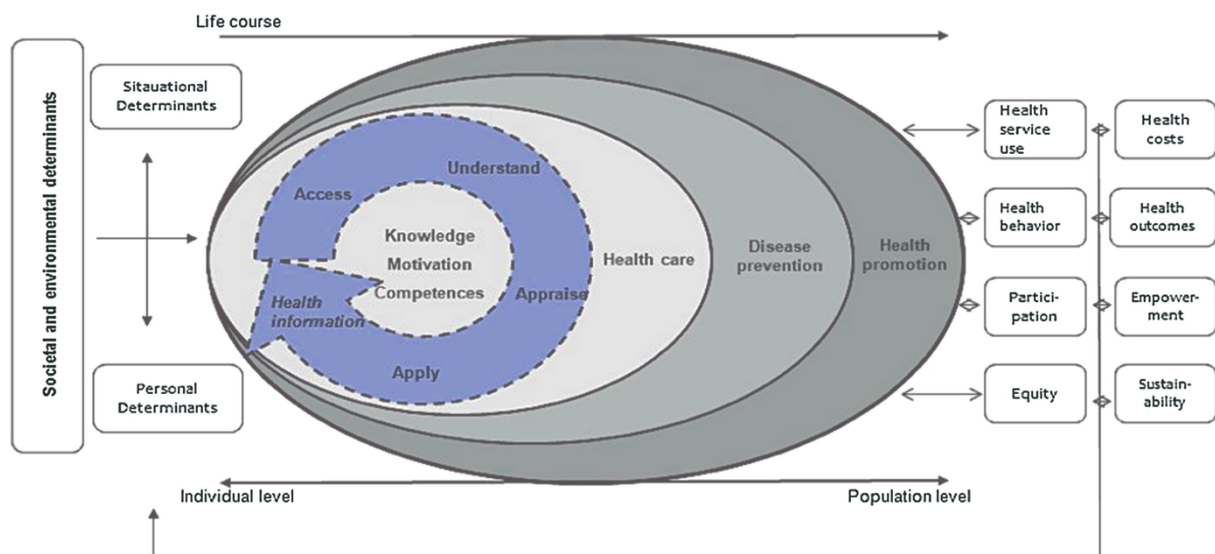 Life course
Societal and environmental determinants
Sitauational
Determinants
Personal
Determinants
Access
Understand
Appraise
Apply
Health
information
Knowledge
Motivation
Competences
Health care
Disease
prevention
Health
promotion
Health
service
use
Health
costs
Health
behavior
Health
outcomes
Partici-
pation
Empower-
ment
Equity
Sustain-
ability
Individual level
Population level